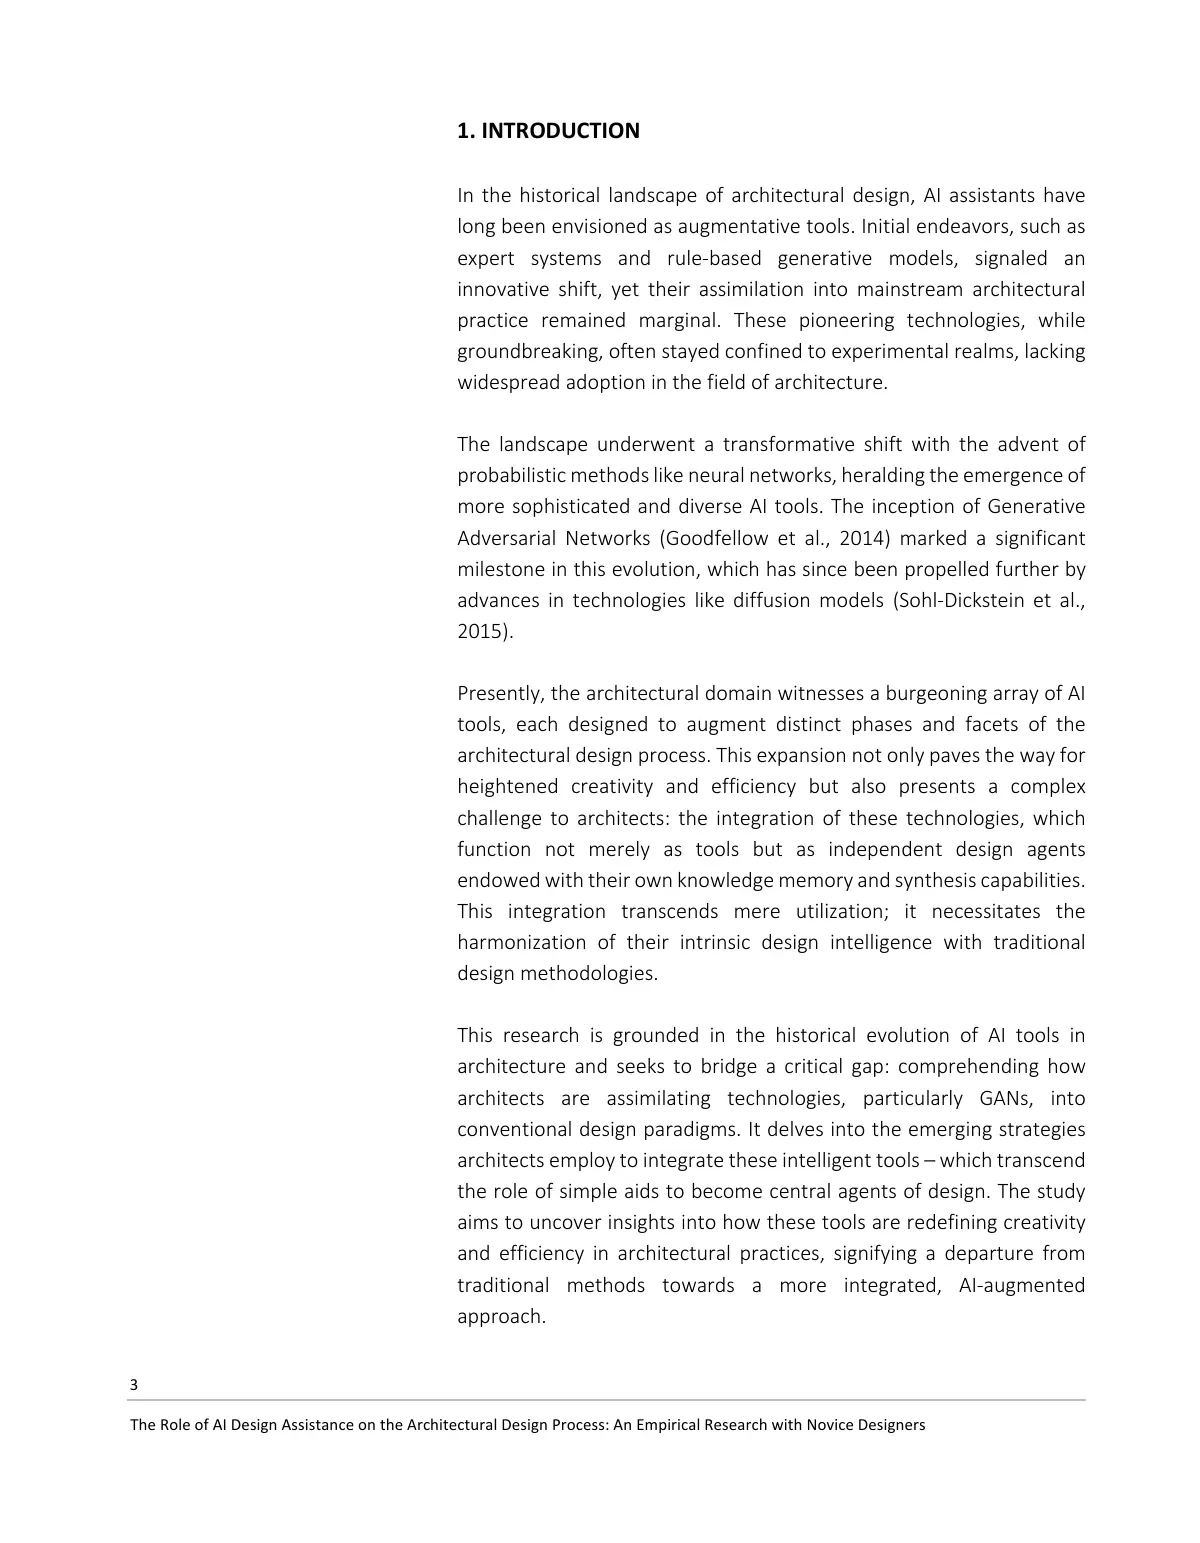 1. INTRODUCTION
In the historical landscape of architectural design, AI assistants have
long been envisioned as augmentative tools. Initial endeavors, such as
expert systems and rule-based generative models, signaled an
innovative shift, yet their assimilation into mainstream architectural
practice remained marginal. These pioneering technologies, while
groundbreaking, often stayed confined to experimental realms, lacking
widespread adoption in the field of architecture.
The landscape underwent a transformative shift with the advent of
probabilistic methods like neural networks, heralding the emergence of
more sophisticated and diverse AI tools. The inception of Generative
Adversarial Networks (Goodfellow et al., 2014) marked a significant
milestone in this evolution, which has since been propelled further by
advances in technologies like diffusion models (Sohl-Dickstein et al.,
2015).
Presently, the architectural domain witnesses a burgeoning array of AI
tools, each designed to augment distinct phases and facets of the
architectural design process. This expansion not only paves the way for
heightened creativity and efficiency but also presents a complex
challenge to architects: the integration of these technologies, which
function not merely as tools but as independent design agents
endowed with their own knowledge memory and synthesis capabilities.
This integration transcends mere utilization; it necessitates the
harmonization of their intrinsic design intelligence with traditional
design methodologies.
This research is grounded in the historical evolution of AI tools in
architecture and seeks to bridge a critical gap: comprehending how
architects are assimilating technologies, particularly GANs, into
conventional design paradigms. It delves into the emerging strategies
architects employ to integrate these intelligent tools – which transcend
the role of simple aids to become central agents of design. The study
aims to uncover insights into how these tools are redefining creativity
and efficiency in architectural practices, signifying a departure from
traditional methods towards a more integrated, AI-augmented
approach.
3
The Role of AI Design Assistance on the Architectural Design Process: An Empirical Research with Novice Designers